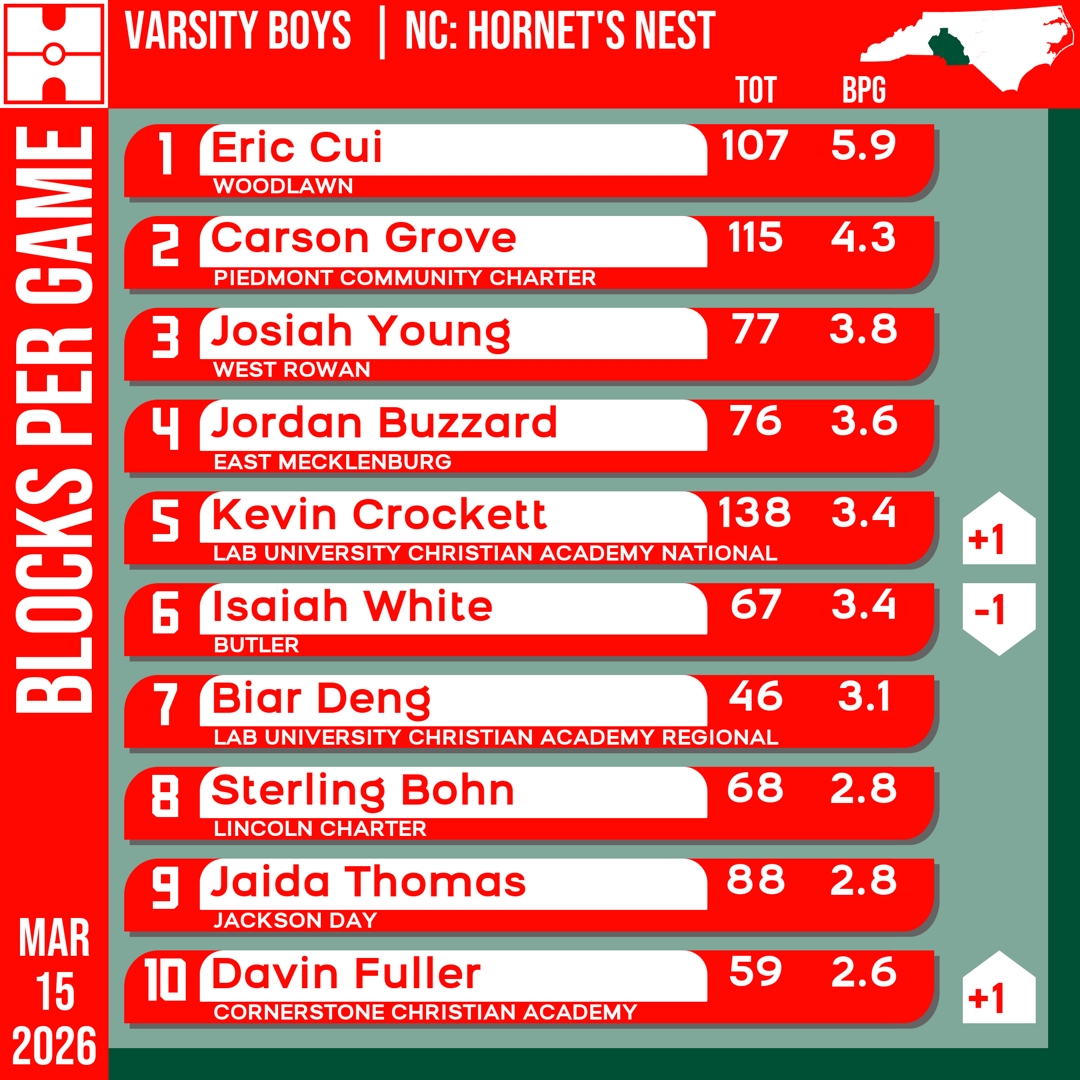 VARSITY BOYS | NC: HORNET'S NEST
TOT BPG
BLOCKS PER GAME
1 Eric Cui 107 5.9
WOODLAWN
2 Carson Grove 115 4.3
PIEDMONT COMMUNITY CHARTER
3 Josiah Young 77 3.8
WEST ROWAN
4 Jordan Buzzard 76 3.6
EAST MECKLENBURG
5 Kevin Crockett 138 3.4 +1
LAB UNIVERSITY CHRISTIAN ACADEMY NATIONAL
6 Isaiah White 67 3.4 -1
BUTLER
7 Biar Deng 46 3.1
LAB UNIVERSITY CHRISTIAN ACADEMY REGIONAL
8 Sterling Bohn 68 2.8
LINCOLN CHARTER
9 Jaida Thomas 88 2.8
JACKSON DAY
10 Davin Fuller 59 2.6 +1
CORNERSTONE CHRISTIAN ACADEMY
MAR
15
2026